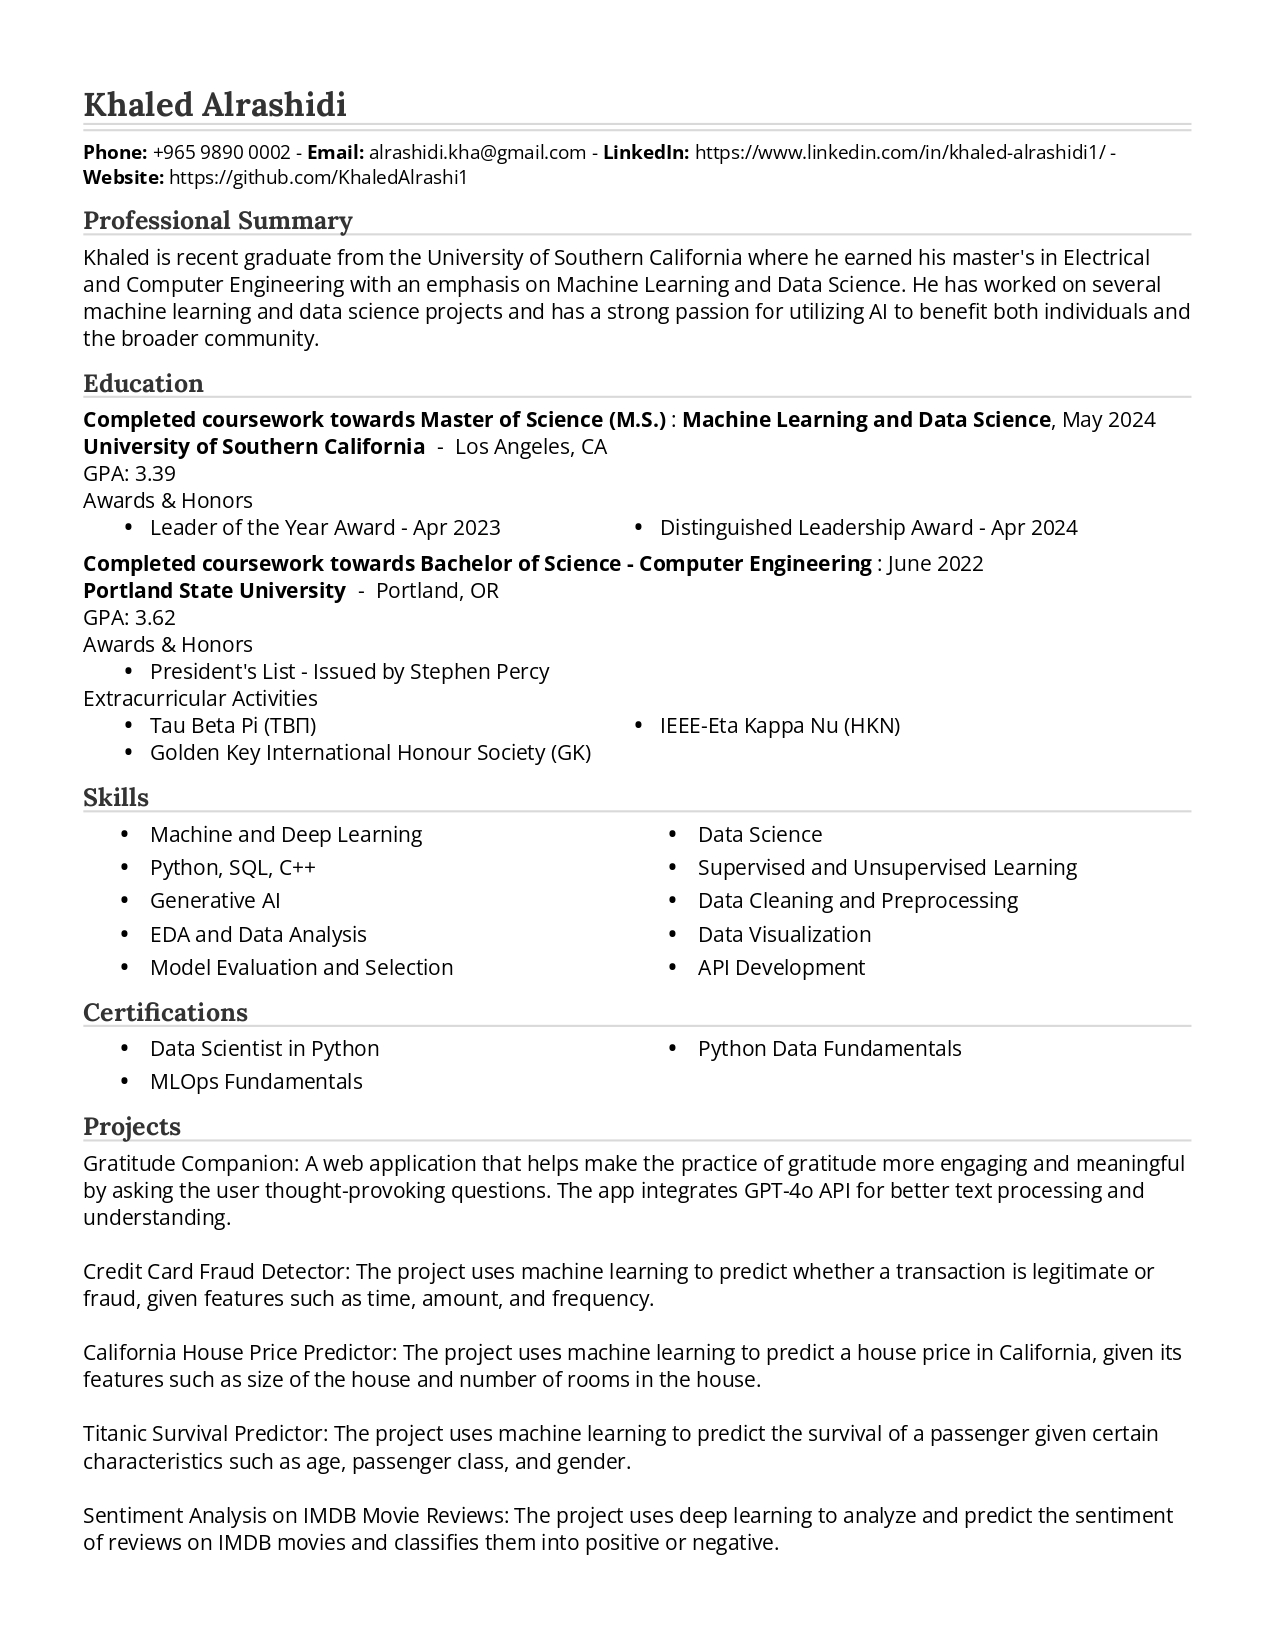 Khaled Alrashidi
Phone: +965 9890 0002 - Email: alrashidi.kha@gmail.com - LinkedIn: https://www.linkedin.com/in/khaled-alrashidi1/ -
Website: https://github.com/KhaledAlrashi1
Professional Summary
Khaled is recent graduate from the University of Southern California where he earned his master's in Electrical
and Computer Engineering with an emphasis on Machine Learning and Data Science. He has worked on several
machine learning and data science projects and has a strong passion for utilizing AI to benefit both individuals and
the broader community.
Education
Completed coursework towards Master of Science (M.S.) : Machine Learning and Data Science, May 2024
University of Southern California - Los Angeles, CA
GPA: 3.39
Awards & Honors
• Leader of the Year Award - Apr 2023 • Distinguished Leadership Award - Apr 2024
Completed coursework towards Bachelor of Science - Computer Engineering : June 2022
Portland State University - Portland, OR
GPA: 3.62
Awards & Honors
• President's List - Issued by Stephen Percy
Extracurricular Activities
• Tau Beta Pi (ΤΒΠ) • IEEE-Eta Kappa Nu (HKN)
• Golden Key International Honour Society (GK)
Skills
• Machine and Deep Learning • Data Science
• Python, SQL, C++ • Supervised and Unsupervised Learning
• Generative AI • Data Cleaning and Preprocessing
• EDA and Data Analysis • Data Visualization
• Model Evaluation and Selection • API Development
Certifications
• Data Scientist in Python • Python Data Fundamentals
• MLOps Fundamentals
Projects
Gratitude Companion: A web application that helps make the practice of gratitude more engaging and meaningful
by asking the user thought-provoking questions. The app integrates GPT-4o API for better text processing and
understanding.
Credit Card Fraud Detector: The project uses machine learning to predict whether a transaction is legitimate or
fraud, given features such as time, amount, and frequency.
California House Price Predictor: The project uses machine learning to predict a house price in California, given its
features such as size of the house and number of rooms in the house.
Titanic Survival Predictor: The project uses machine learning to predict the survival of a passenger given certain
characteristics such as age, passenger class, and gender.
Sentiment Analysis on IMDB Movie Reviews: The project uses deep learning to analyze and predict the sentiment
of reviews on IMDB movies and classifies them into positive or negative.